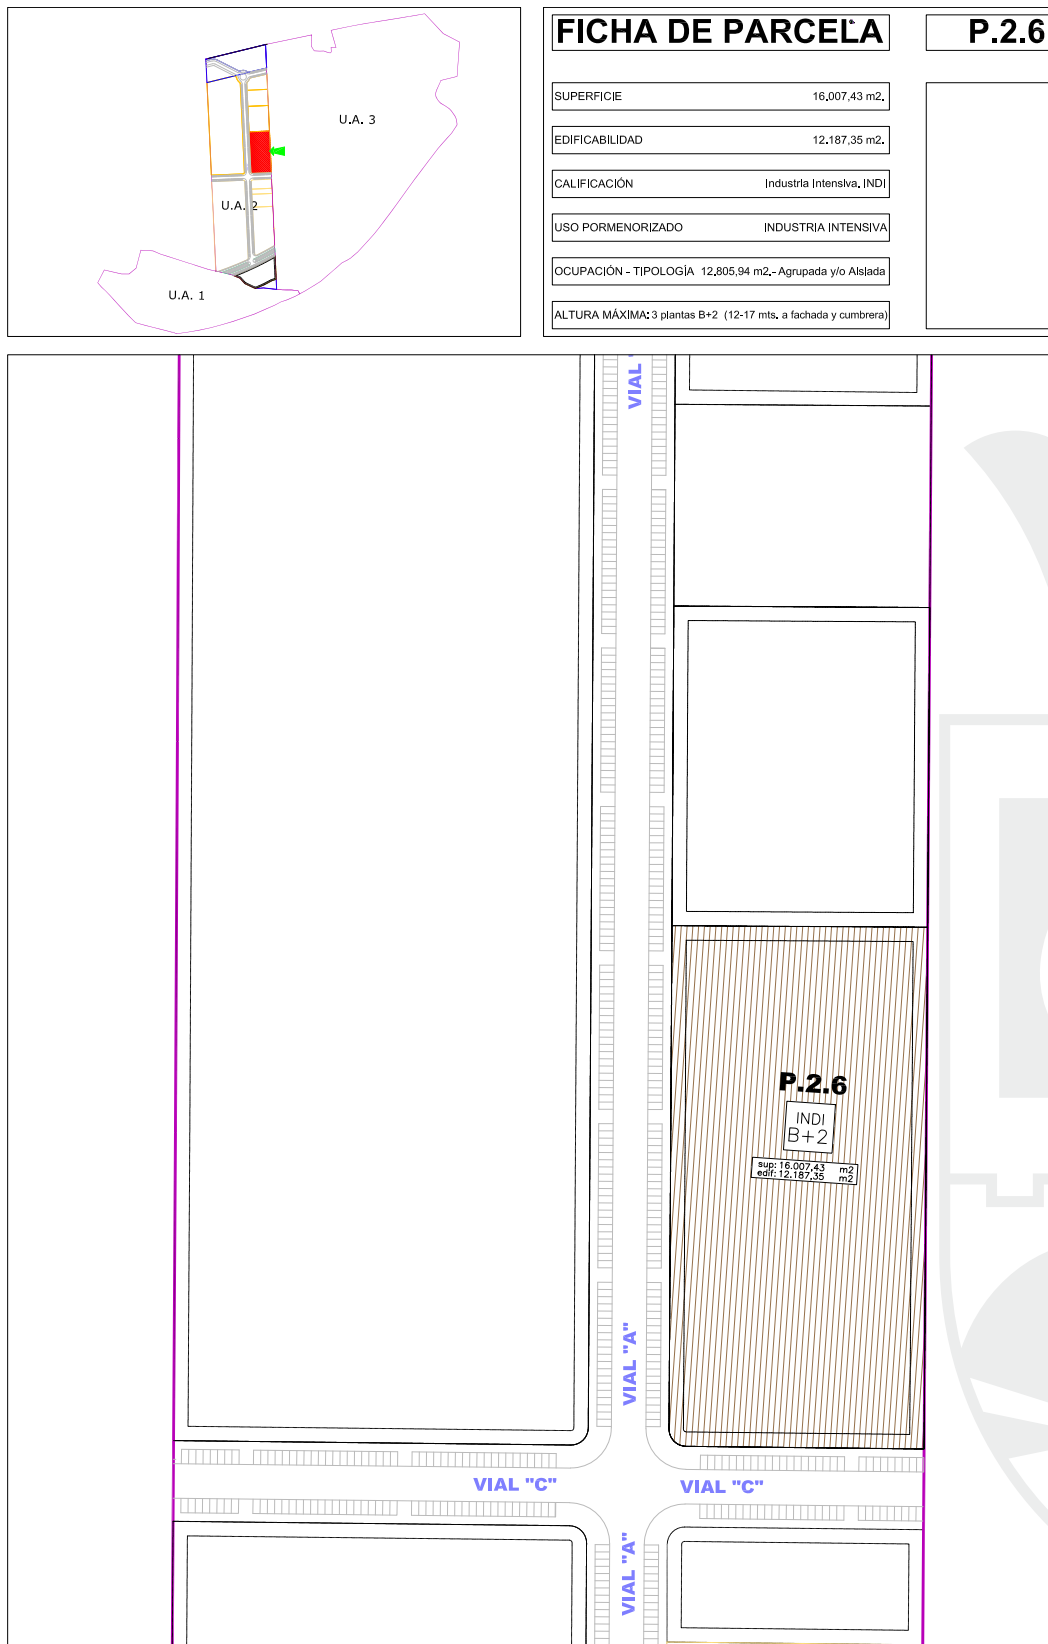 U.A. 3
U.A. 2
U.A. 1
FICHA DE PARCELA
P.2.6
SUPERFICIE 16.007,43 m2.
EDIFICABILIDAD 12.187,35 m2.
CALIFICACIÓN Industria Intensiva. INDI
USO PORMENORIZADO INDUSTRIA INTENSIVA
OCUPACIÓN - TIPOLOGÍA 12.805,94 m2.- Agrupada y/o Aislada
ALTURA MÁXIMA: 3 plantas B+2 (12-17 mts. a fachada y cumbrera)
VIAL "
P.2.6
INDI
B+2
sup: 16.007,43 m2
edif: 12.187,35 m2
VIAL "A"
VIAL "C"
VIAL "C"
VIAL "A"